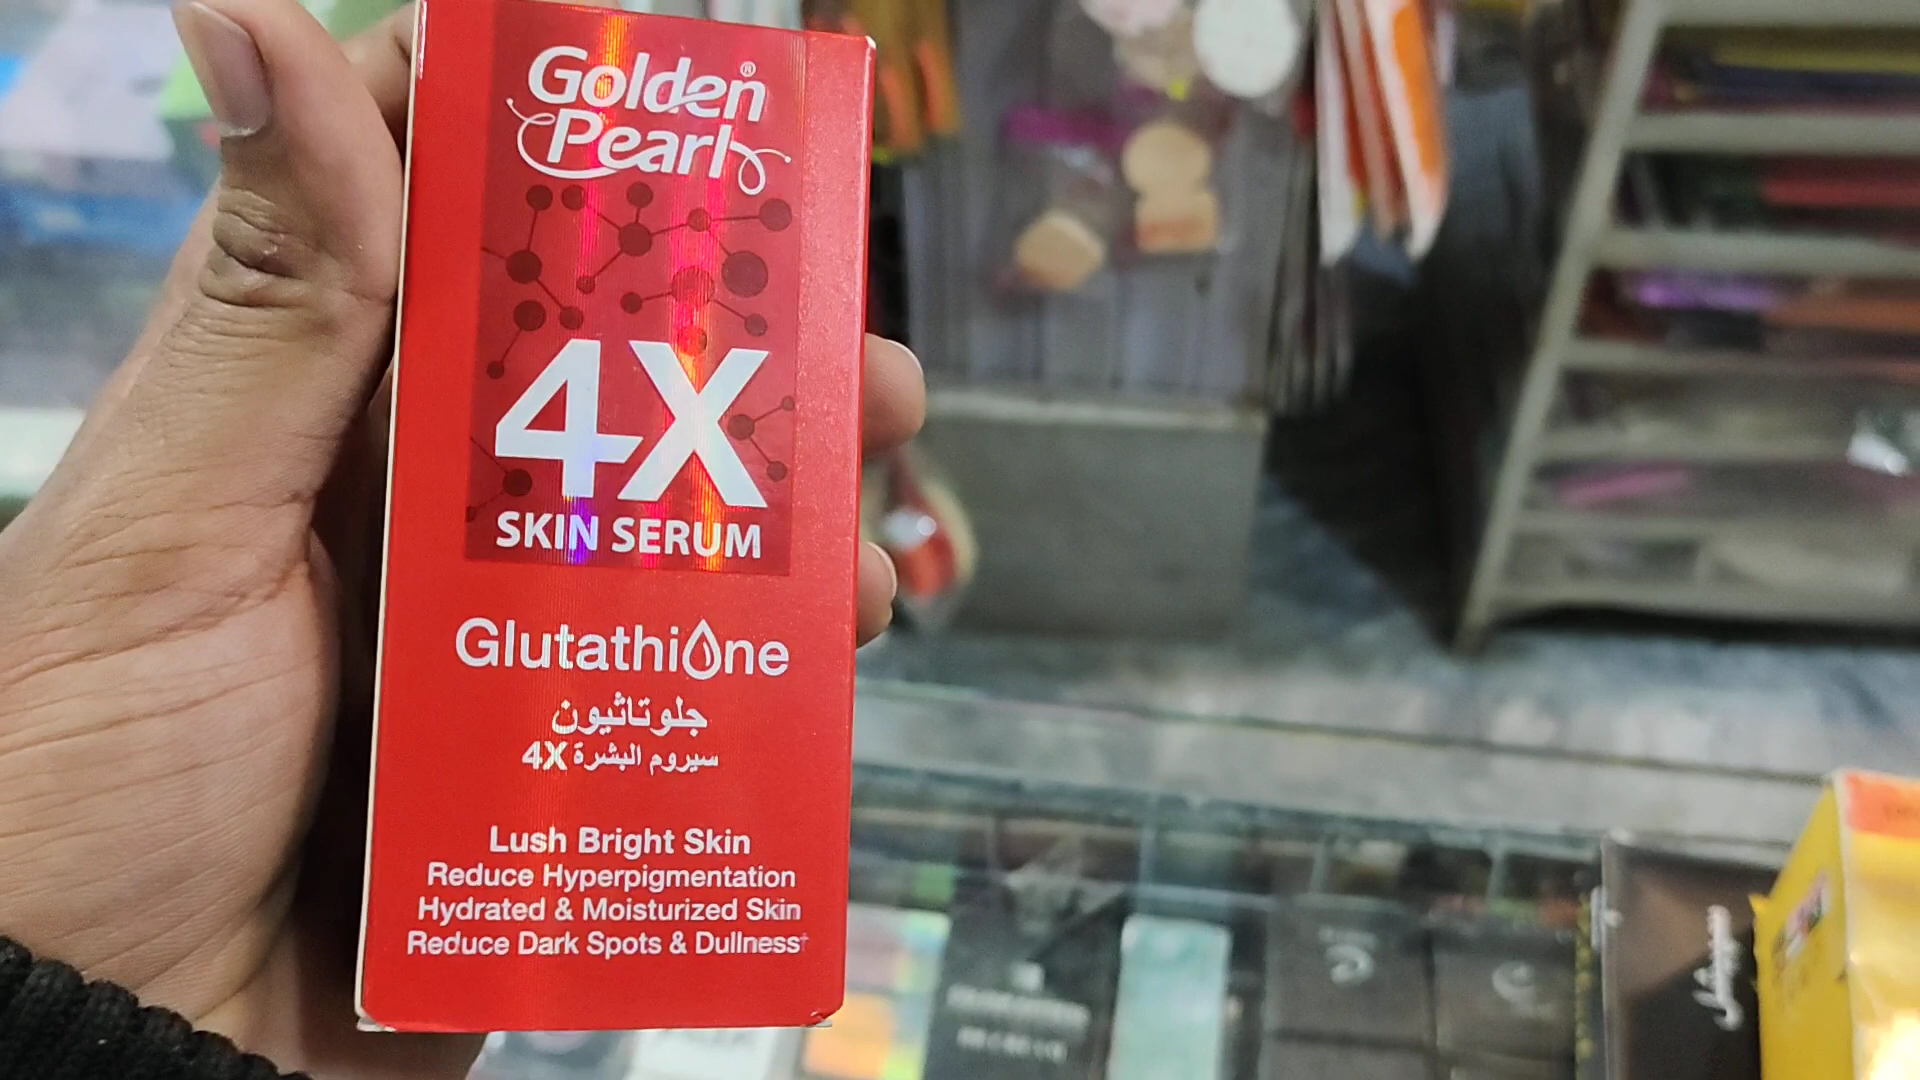 Golden®
Pearl
4X
SKIN SERUM
Glutathione
جلوتاثيون
سيروم البشرة 4X
Lush Bright Skin
Reduce Hyperpigmentation
Hydrated & Moisturized Skin
Reduce Dark Spots & Dullness†